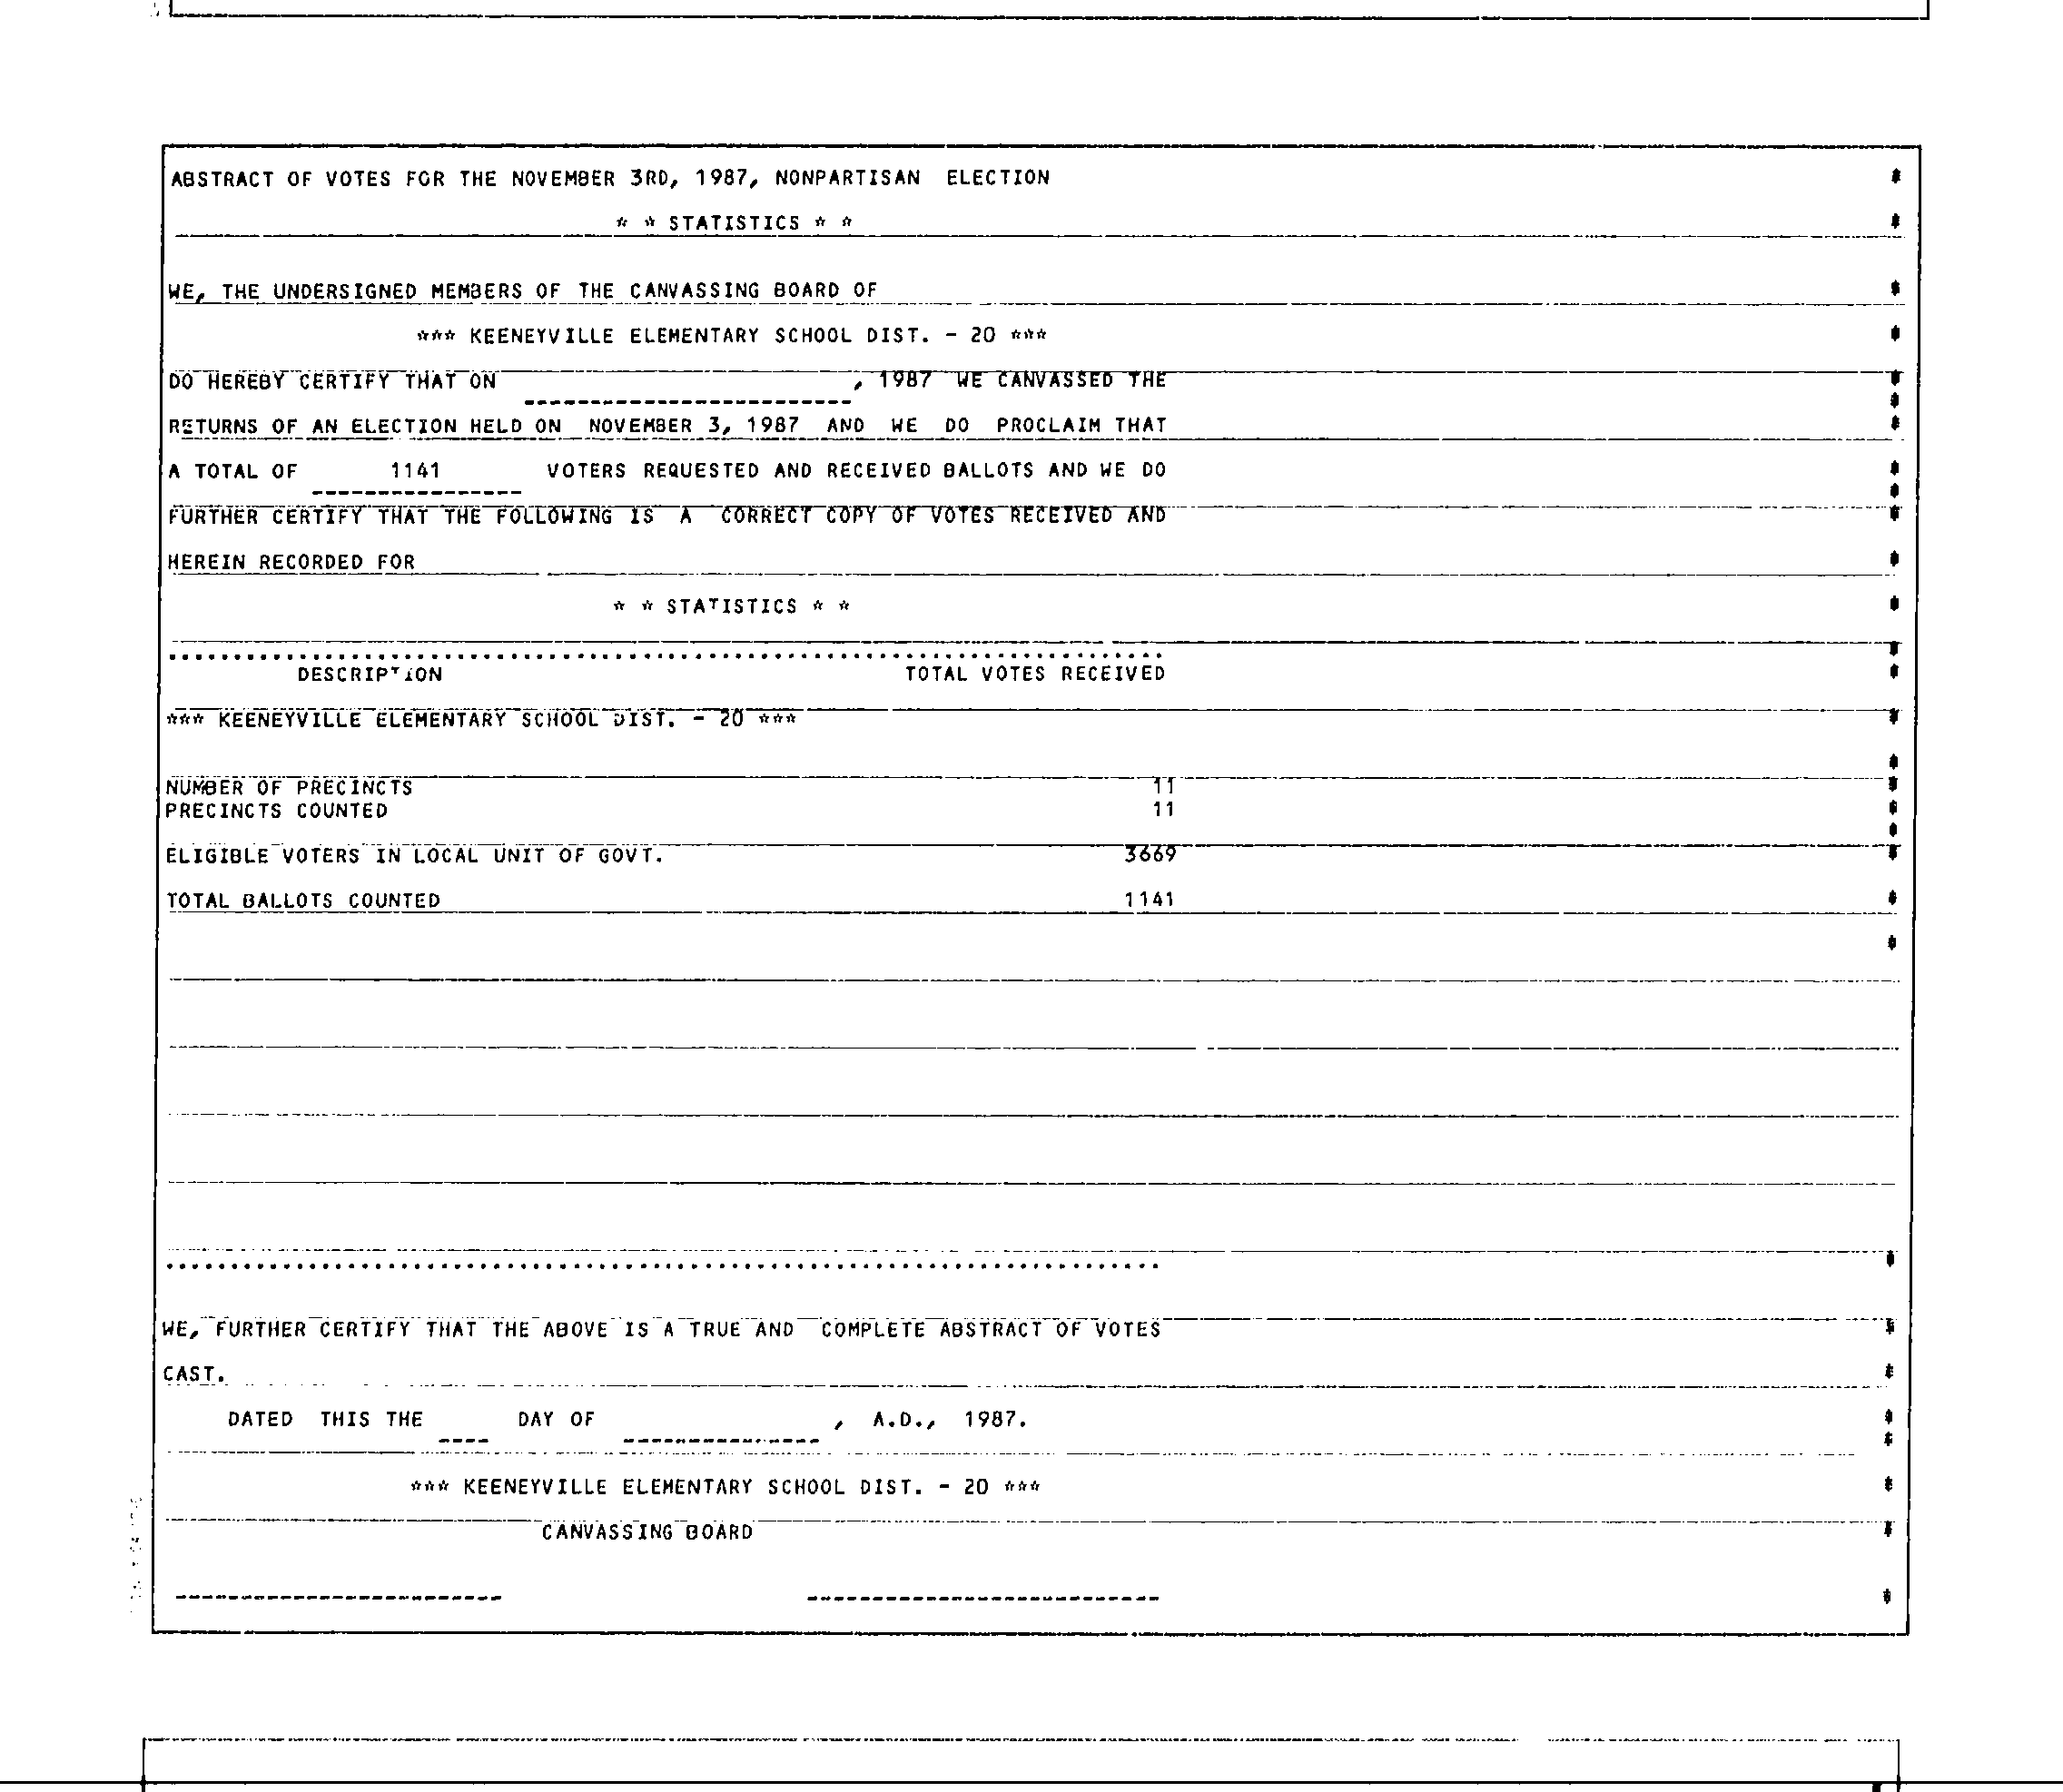 ABSTRACT OF VOTES FOR THE NOVEMBER 3RD, 1987, NONPARTISAN ELECTION
* * STATISTICS * *
WE, THE UNDERSIGNED MEMBERS OF THE CANVASSING BOARD OF
*** KEENEYVILLE ELEMENTARY SCHOOL DIST. - 20 ***
DO HEREBY CERTIFY THAT ON _________________________, 1987 WE CANVASSED THE
RETURNS OF AN ELECTION HELD ON NOVEMBER 3, 1987 AND WE DO PROCLAIM THAT
A TOTAL OF 1141 VOTERS REQUESTED AND RECEIVED BALLOTS AND WE DO
FURTHER CERTIFY THAT THE FOLLOWING IS A CORRECT COPY OF VOTES RECEIVED AND
HEREIN RECORDED FOR
* * STATISTICS * *
DESCRIPTION TOTAL VOTES RECEIVED
*** KEENEYVILLE ELEMENTARY SCHOOL DIST. - 20 ***
NUMBER OF PRECINCTS 11
PRECINCTS COUNTED 11
ELIGIBLE VOTERS IN LOCAL UNIT OF GOVT. 3669
TOTAL BALLOTS COUNTED 1141
WE, FURTHER CERTIFY THAT THE ABOVE IS A TRUE AND COMPLETE ABSTRACT OF VOTES
CAST.
DATED THIS THE ____ DAY OF _______________, A.D., 1987.
*** KEENEYVILLE ELEMENTARY SCHOOL DIST. - 20 ***
CANVASSING BOARD